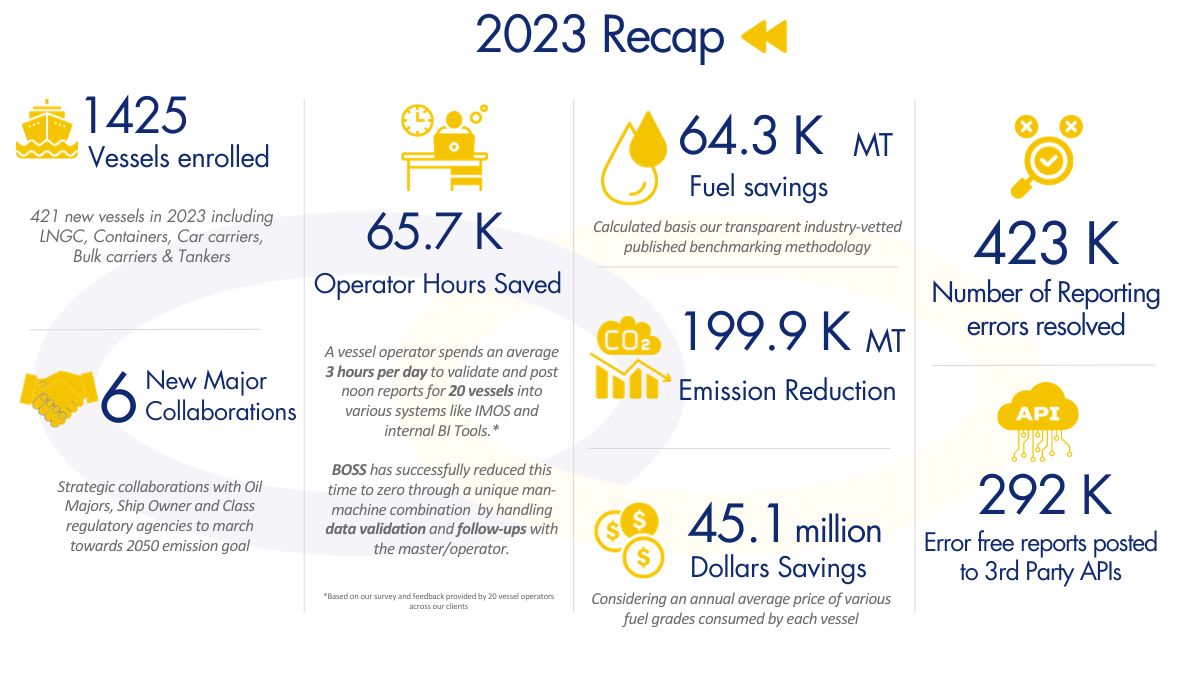 2023 Recap
1425
Vessels enrolled
421 new vessels in 2023 including
LNGC, Containers, Car carriers,
Bulk carriers & Tankers
6
New Major
Collaborations
Strategic collaborations with Oil
Majors, Ship Owner and Class
regulatory agencies to march
towards 2050 emission goal
65.7 K
Operator Hours Saved
A vessel operator spends an average
3 hours per day to validate and post
noon reports for 20 vessels into
various systems like IMOS and
internal BI Tools.*
BOSS has successfully reduced this
time to zero through a unique man-
machine combination by handling
data validation and follow-ups with
the master/operator.
*Based on our survey and feedback provided by 20 vessel operators
across our clients
64.3 K MT
Fuel savings
Calculated basis our transparent industry-vetted
published benchmarking methodology
CO2
199.9 K MT
Emission Reduction
$ $ $
45.1 million
Dollars Savings
Considering an annual average price of various
fuel grades consumed by each vessel
423 K
Number of Reporting
errors resolved
API
292 K
Error free reports posted
to 3rd Party APIs